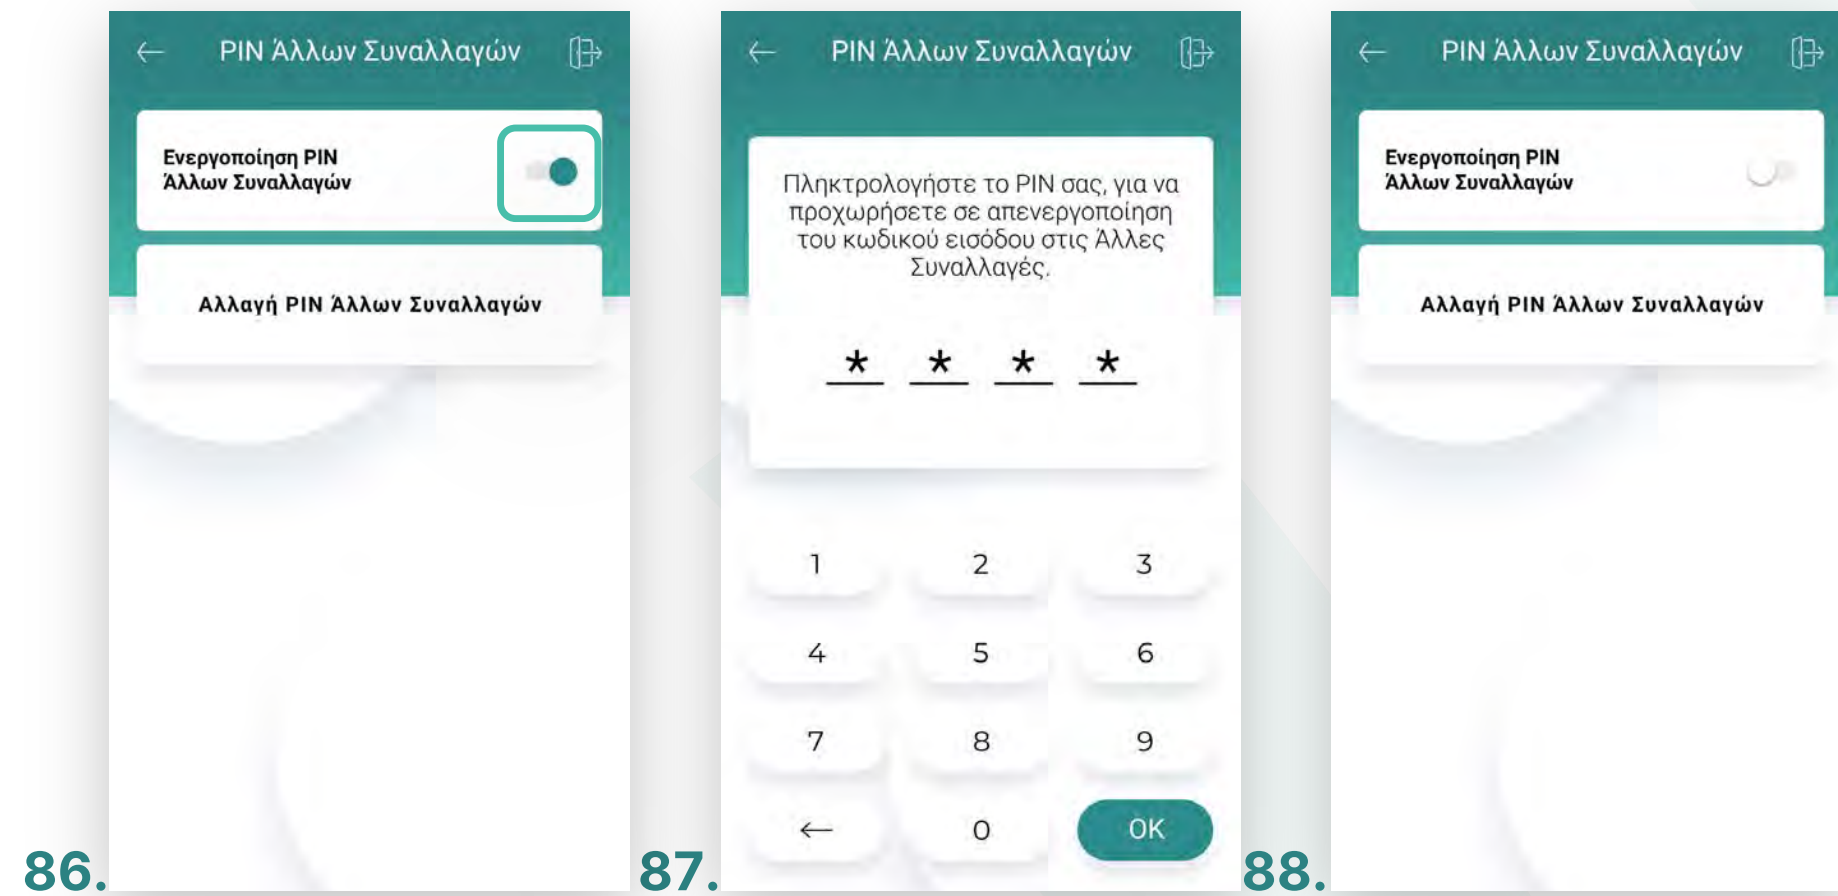 PIN Άλλων Συναλλαγών
Ενεργοποίηση PIN
Άλλων Συναλλαγών
Αλλαγή PIN Άλλων Συναλλαγών
86.
PIN Άλλων Συναλλαγών
Πληκτρολογήστε το PIN σας, για να
προχωρήσετε σε απενεργοποίηση
του κωδικού εισόδου στις Άλλες
Συναλλαγές.
* * * *
1 2 3
4 5 6
7 8 9
← 0 OK
87.
PIN Άλλων Συναλλαγών
Ενεργοποίηση PIN
Άλλων Συναλλαγών
Αλλαγή PIN Άλλων Συναλλαγών
88.